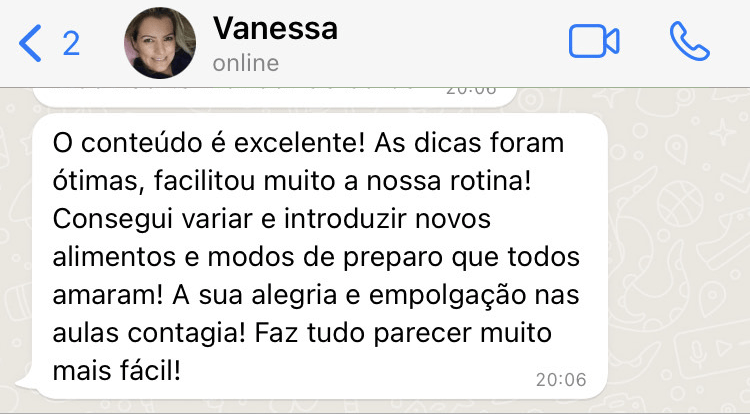 2
Vanessa
online
20:06
O conteúdo é excelente! As dicas foram
ótimas, facilitou muito a nossa rotina!
Consegui variar e introduzir novos
alimentos e modos de preparo que todos
amaram! A sua alegria e empolgação nas
aulas contagia! Faz tudo parecer muito
mais fácil!
20:06